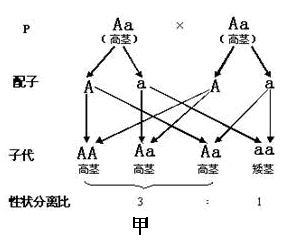 P Aa × Aa
(高茎) (高茎)
配子 A a A a
子代 AA Aa Aa aa
高茎 高茎 高茎 矮茎
性状分离比 3 : 1
甲